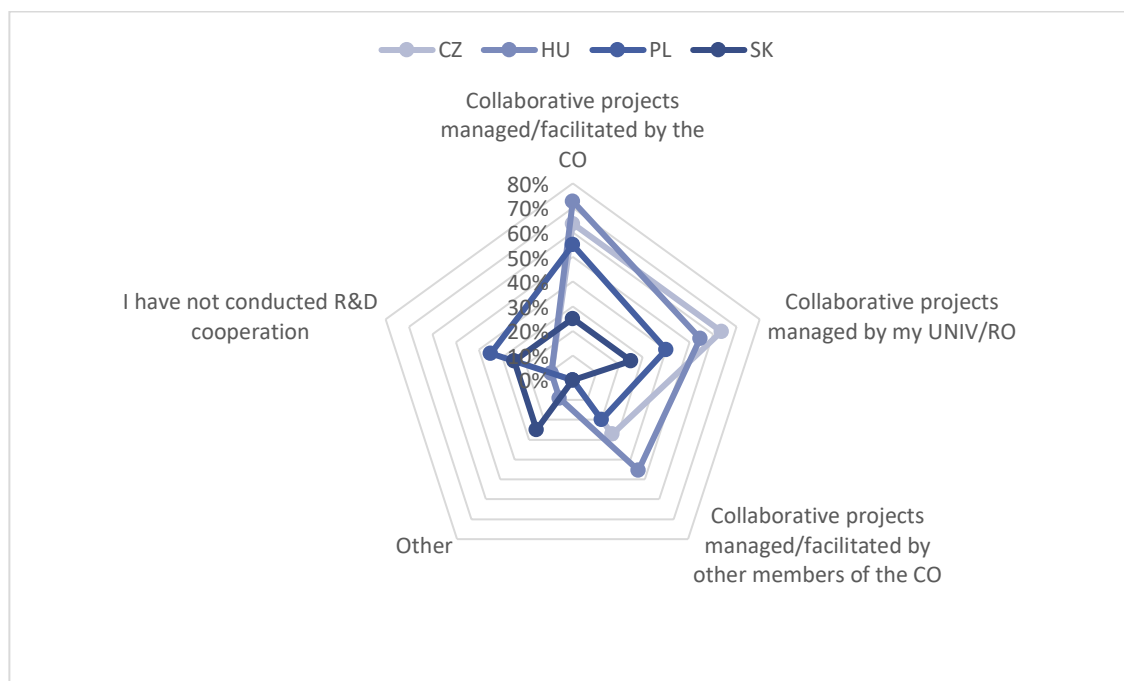 CZ HU PL SK
Collaborative projects
managed/facilitated by the
CO
80%
70%
60%
50%
40%
30%
20%
10%
0%
I have not conducted R&D
cooperation
Collaborative projects
managed by my UNIV/RO
Other
Collaborative projects
managed/facilitated by
other members of the CO